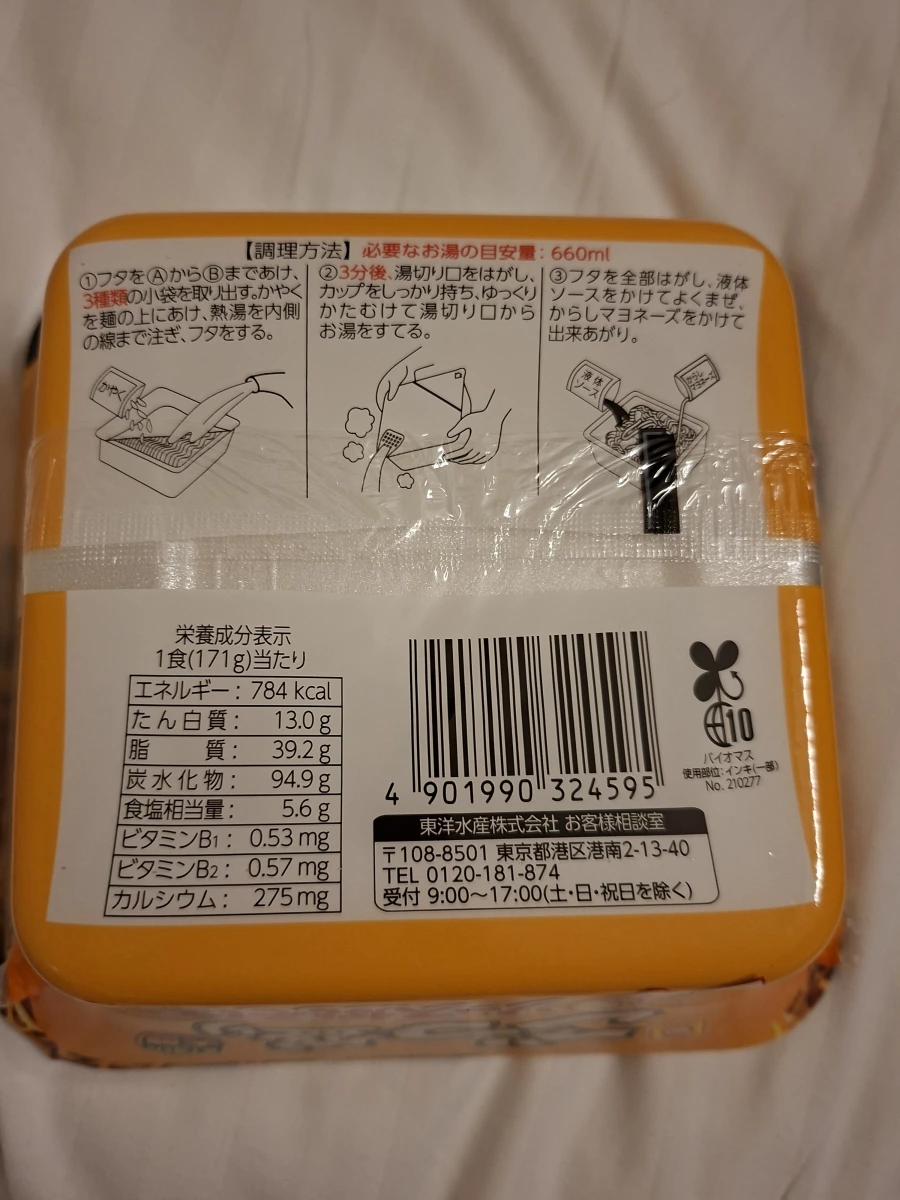 【調理方法】必要なお湯の目安量：660ml
①フタをⒶからⒷまであけ、
3種類の小袋を取り出す。かやく
を麺の上にあけ、熱湯を内側
の線まで注ぎ、フタをする。
かやく
②3分後、湯切り口をはがし、
カップをしっかり持ち、ゆっくり
かたむけて湯切り口から
お湯をすてる。
③フタを全部はがし、液体
ソースをかけてよくまぜ、
からしマヨネーズをかけて
出来あがり。
液体
ソース
からし
マヨネーズ
栄養成分表示
1食(171g)当たり
エネルギー： 784 kcal
たん白質： 13.0 g
脂質： 39.2 g
炭水化物： 94.9 g
食塩相当量： 5.6 g
ビタミンB1： 0.53 mg
ビタミンB2： 0.57 mg
カルシウム： 275 mg
4 901990 324595
10
バイオマス
使用部位：インキ(一部)
No. 210277
東洋水産株式会社 お客様相談室
〒108-8501 東京都港区港南2-13-40
TEL 0120-181-874
受付 9:00～17:00(土・日・祝日を除く)